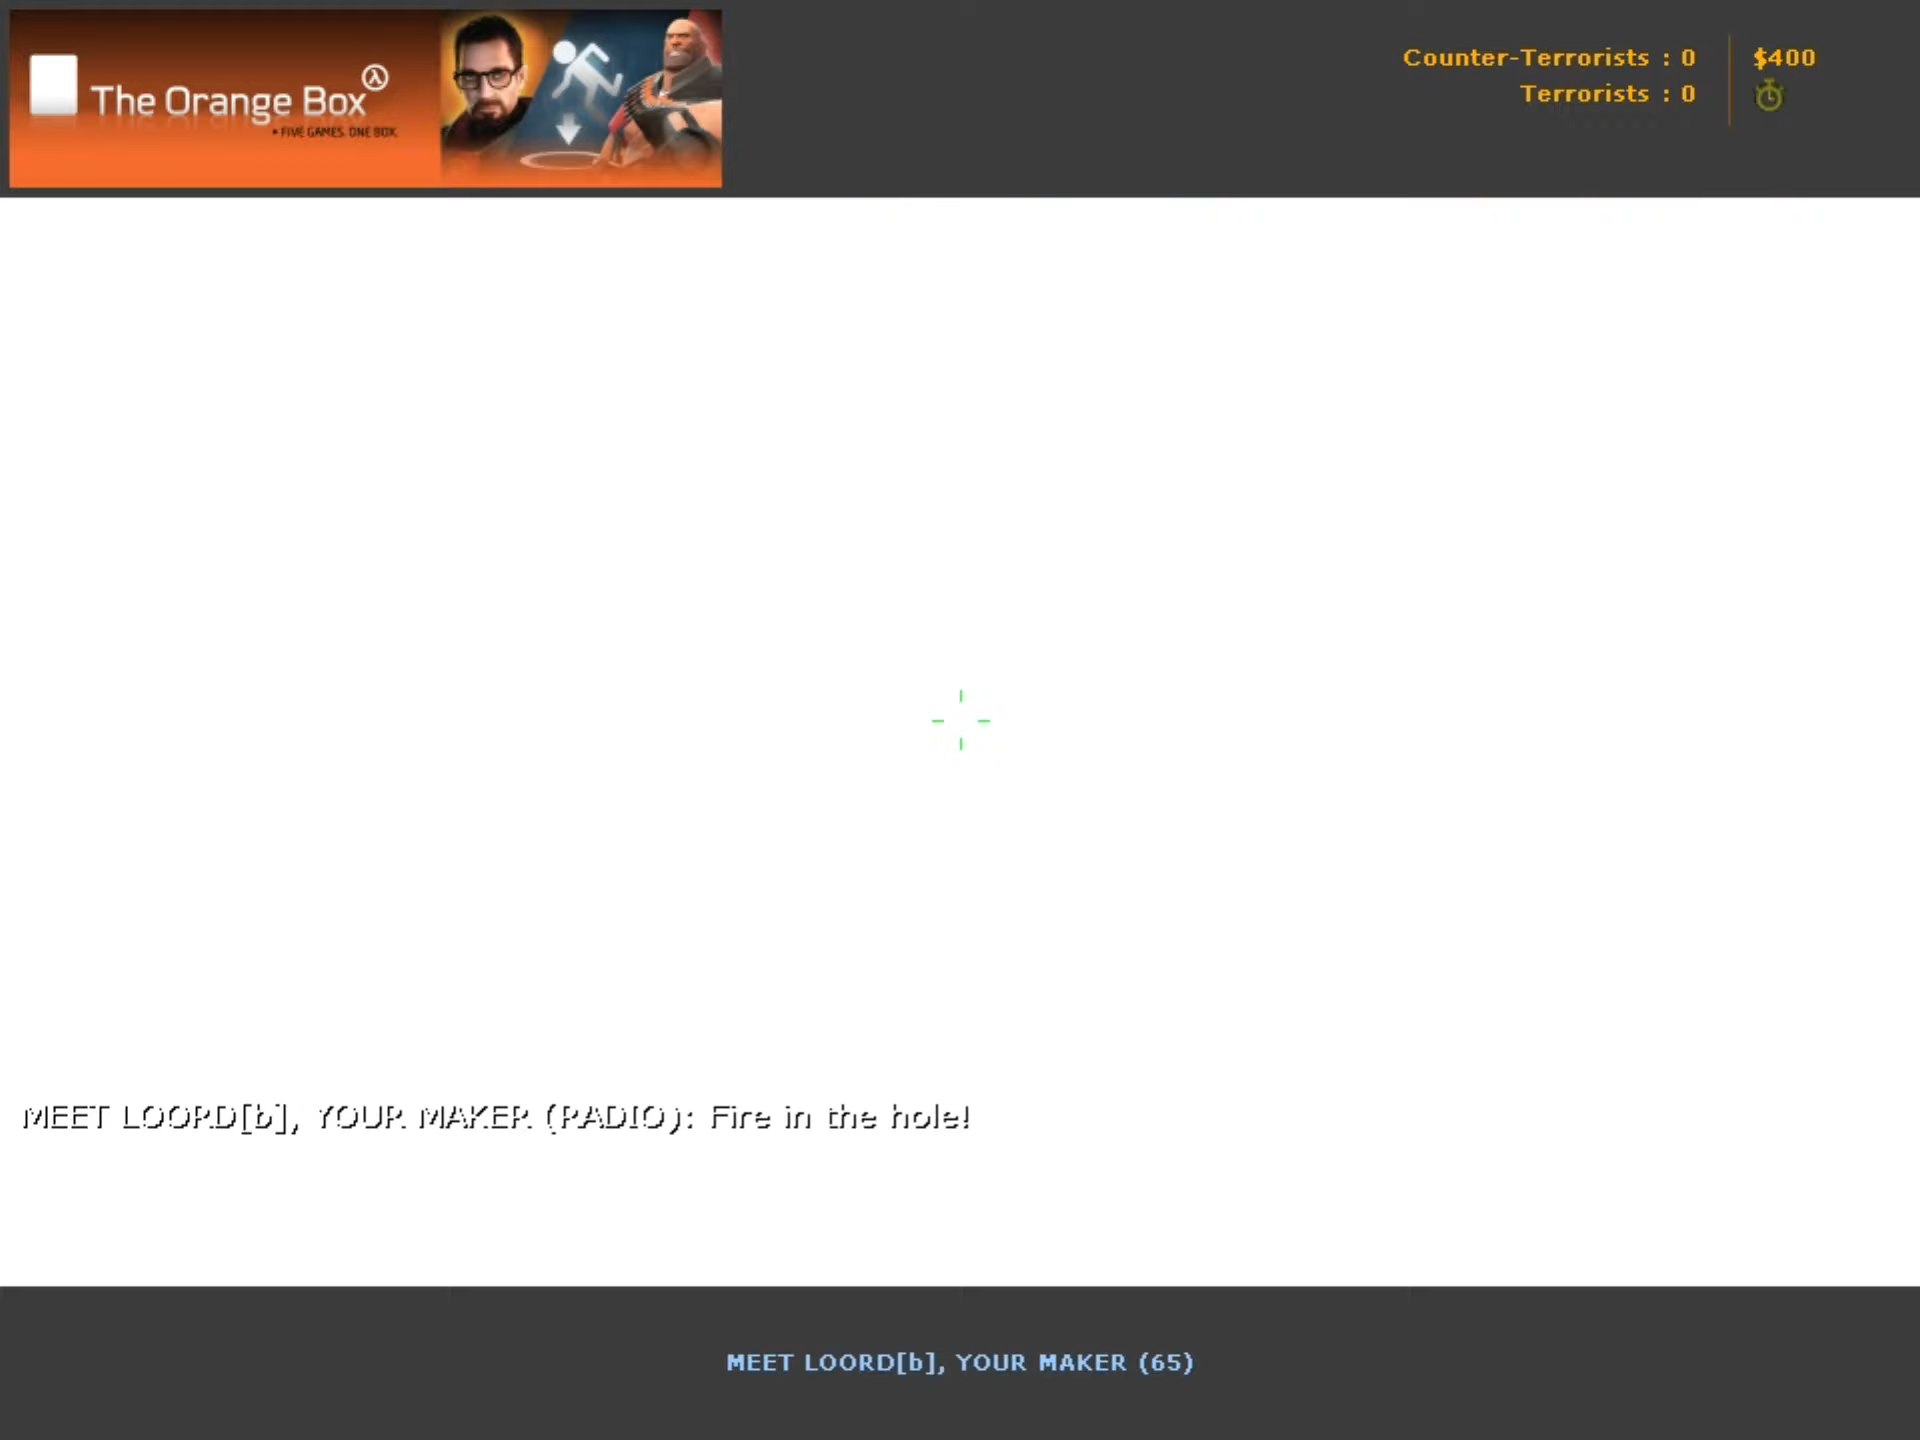 The Orange Box
• FIVE GAMES. ONE BOX.
Counter-Terrorists : 0
$400
Terrorists : 0
MEET LOORD[b], YOUR MAKER (RADIO): Fire in the hole!
MEET LOORD[b], YOUR MAKER (65)